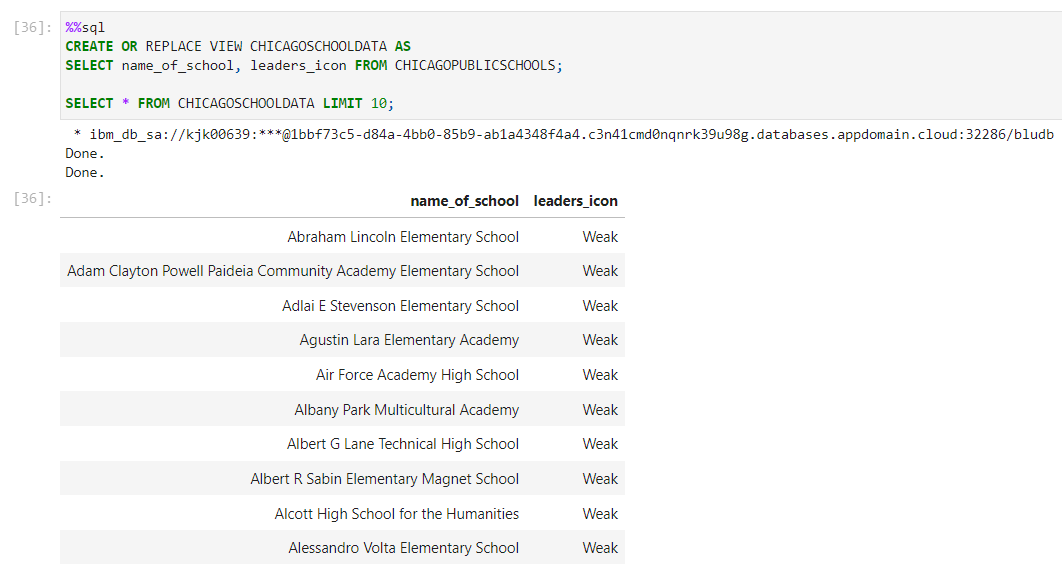 [36]: %%sql
CREATE OR REPLACE VIEW CHICAGOSCHOOLDATA AS
SELECT name_of_school, leaders_icon FROM CHICAGOPUBLICSCHOOLS;
SELECT * FROM CHICAGOSCHOOLDATA LIMIT 10;
* ibm_db_sa://kjk00639:***@1bbf73c5-d84a-4bb0-85b9-ab1a4348f4a4.c3n41cmd0nqnrk39u98g.databases.appdomain.cloud:32286/bludb
Done.
Done.
[36]: name_of_school leaders_icon
Abraham Lincoln Elementary School Weak
Adam Clayton Powell Paideia Community Academy Elementary School Weak
Adlai E Stevenson Elementary School Weak
Agustin Lara Elementary Academy Weak
Air Force Academy High School Weak
Albany Park Multicultural Academy Weak
Albert G Lane Technical High School Weak
Albert R Sabin Elementary Magnet School Weak
Alcott High School for the Humanities Weak
Alessandro Volta Elementary School Weak